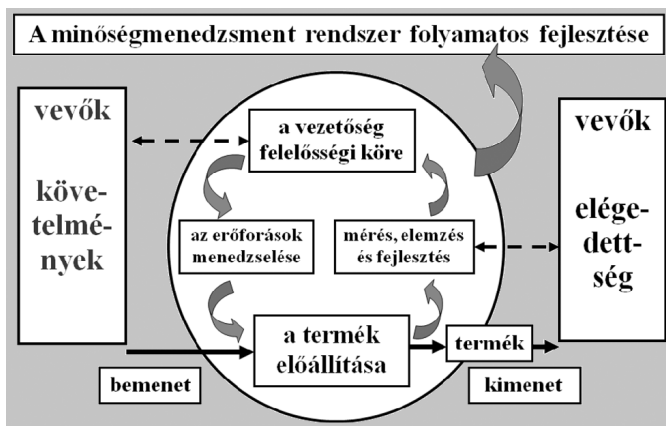 A minőségmenedzsment rendszer folyamatos fejlesztése
vevők
köve-
telmé-
nyek
a vezetőség
felelősségi köre
az erőforások
menedzselése
mérés, elemzés
és fejlesztés
a termék
előállítása
termék
bemenet
kimenet
vevők
elége-
dett-
ség